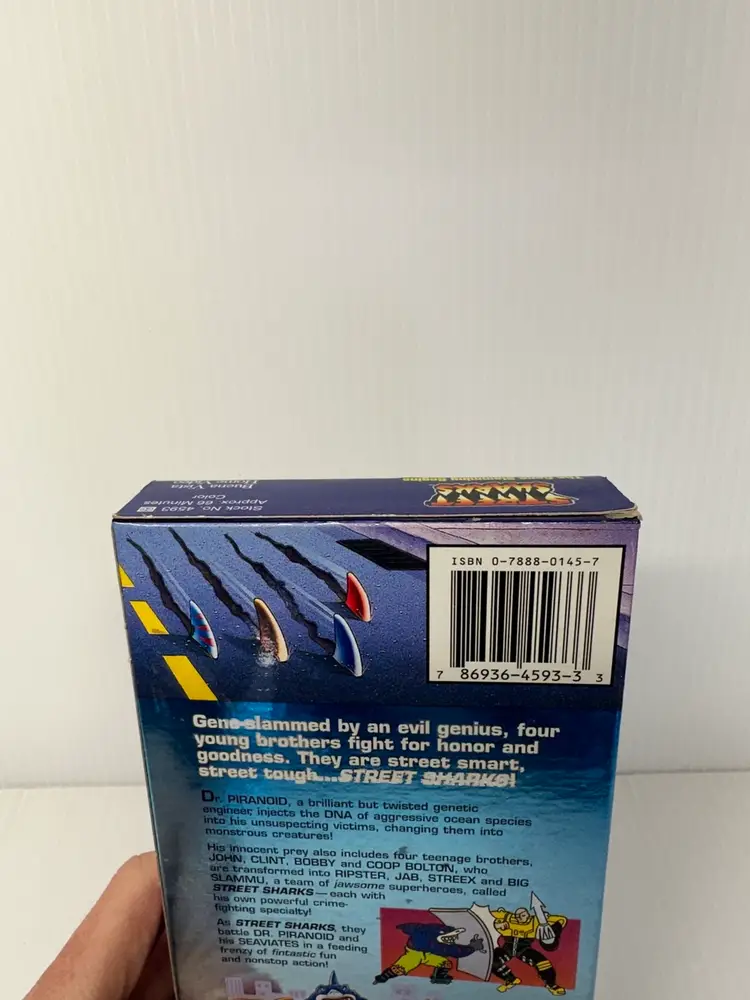 Buena Vista
Home Video
Color
Approx. 66 Minutes
Stock No. 4593
STREET
SHARKS
ISBN 0-7888-0145-7
7 86936-4593-3 3
Gene-slammed by an evil genius, four
young brothers fight for honor and
goodness. They are street smart,
street tough...STREET SHARKS!
Dr. PIRANOID, a brilliant but twisted genetic
engineer injects the DNA of aggressive ocean species
into his unsuspecting victims, changing them into
monstrous creatures!
His innocent prey also includes four teenage brothers,
JOHN, CLINT, BOBBY and COOP BOLTON, who
are transformed into RIPSTER, JAB, STREEX and BIG
SLAMMU, a team of jawsome superheroes, called
STREET SHARKS — each with
his own powerful crime-
fighting specialty!
As STREET SHARKS, they
battle DR. PIRANOID and
his SEAVIATES in a feeding
frenzy of fintastic fun
and nonstop action!